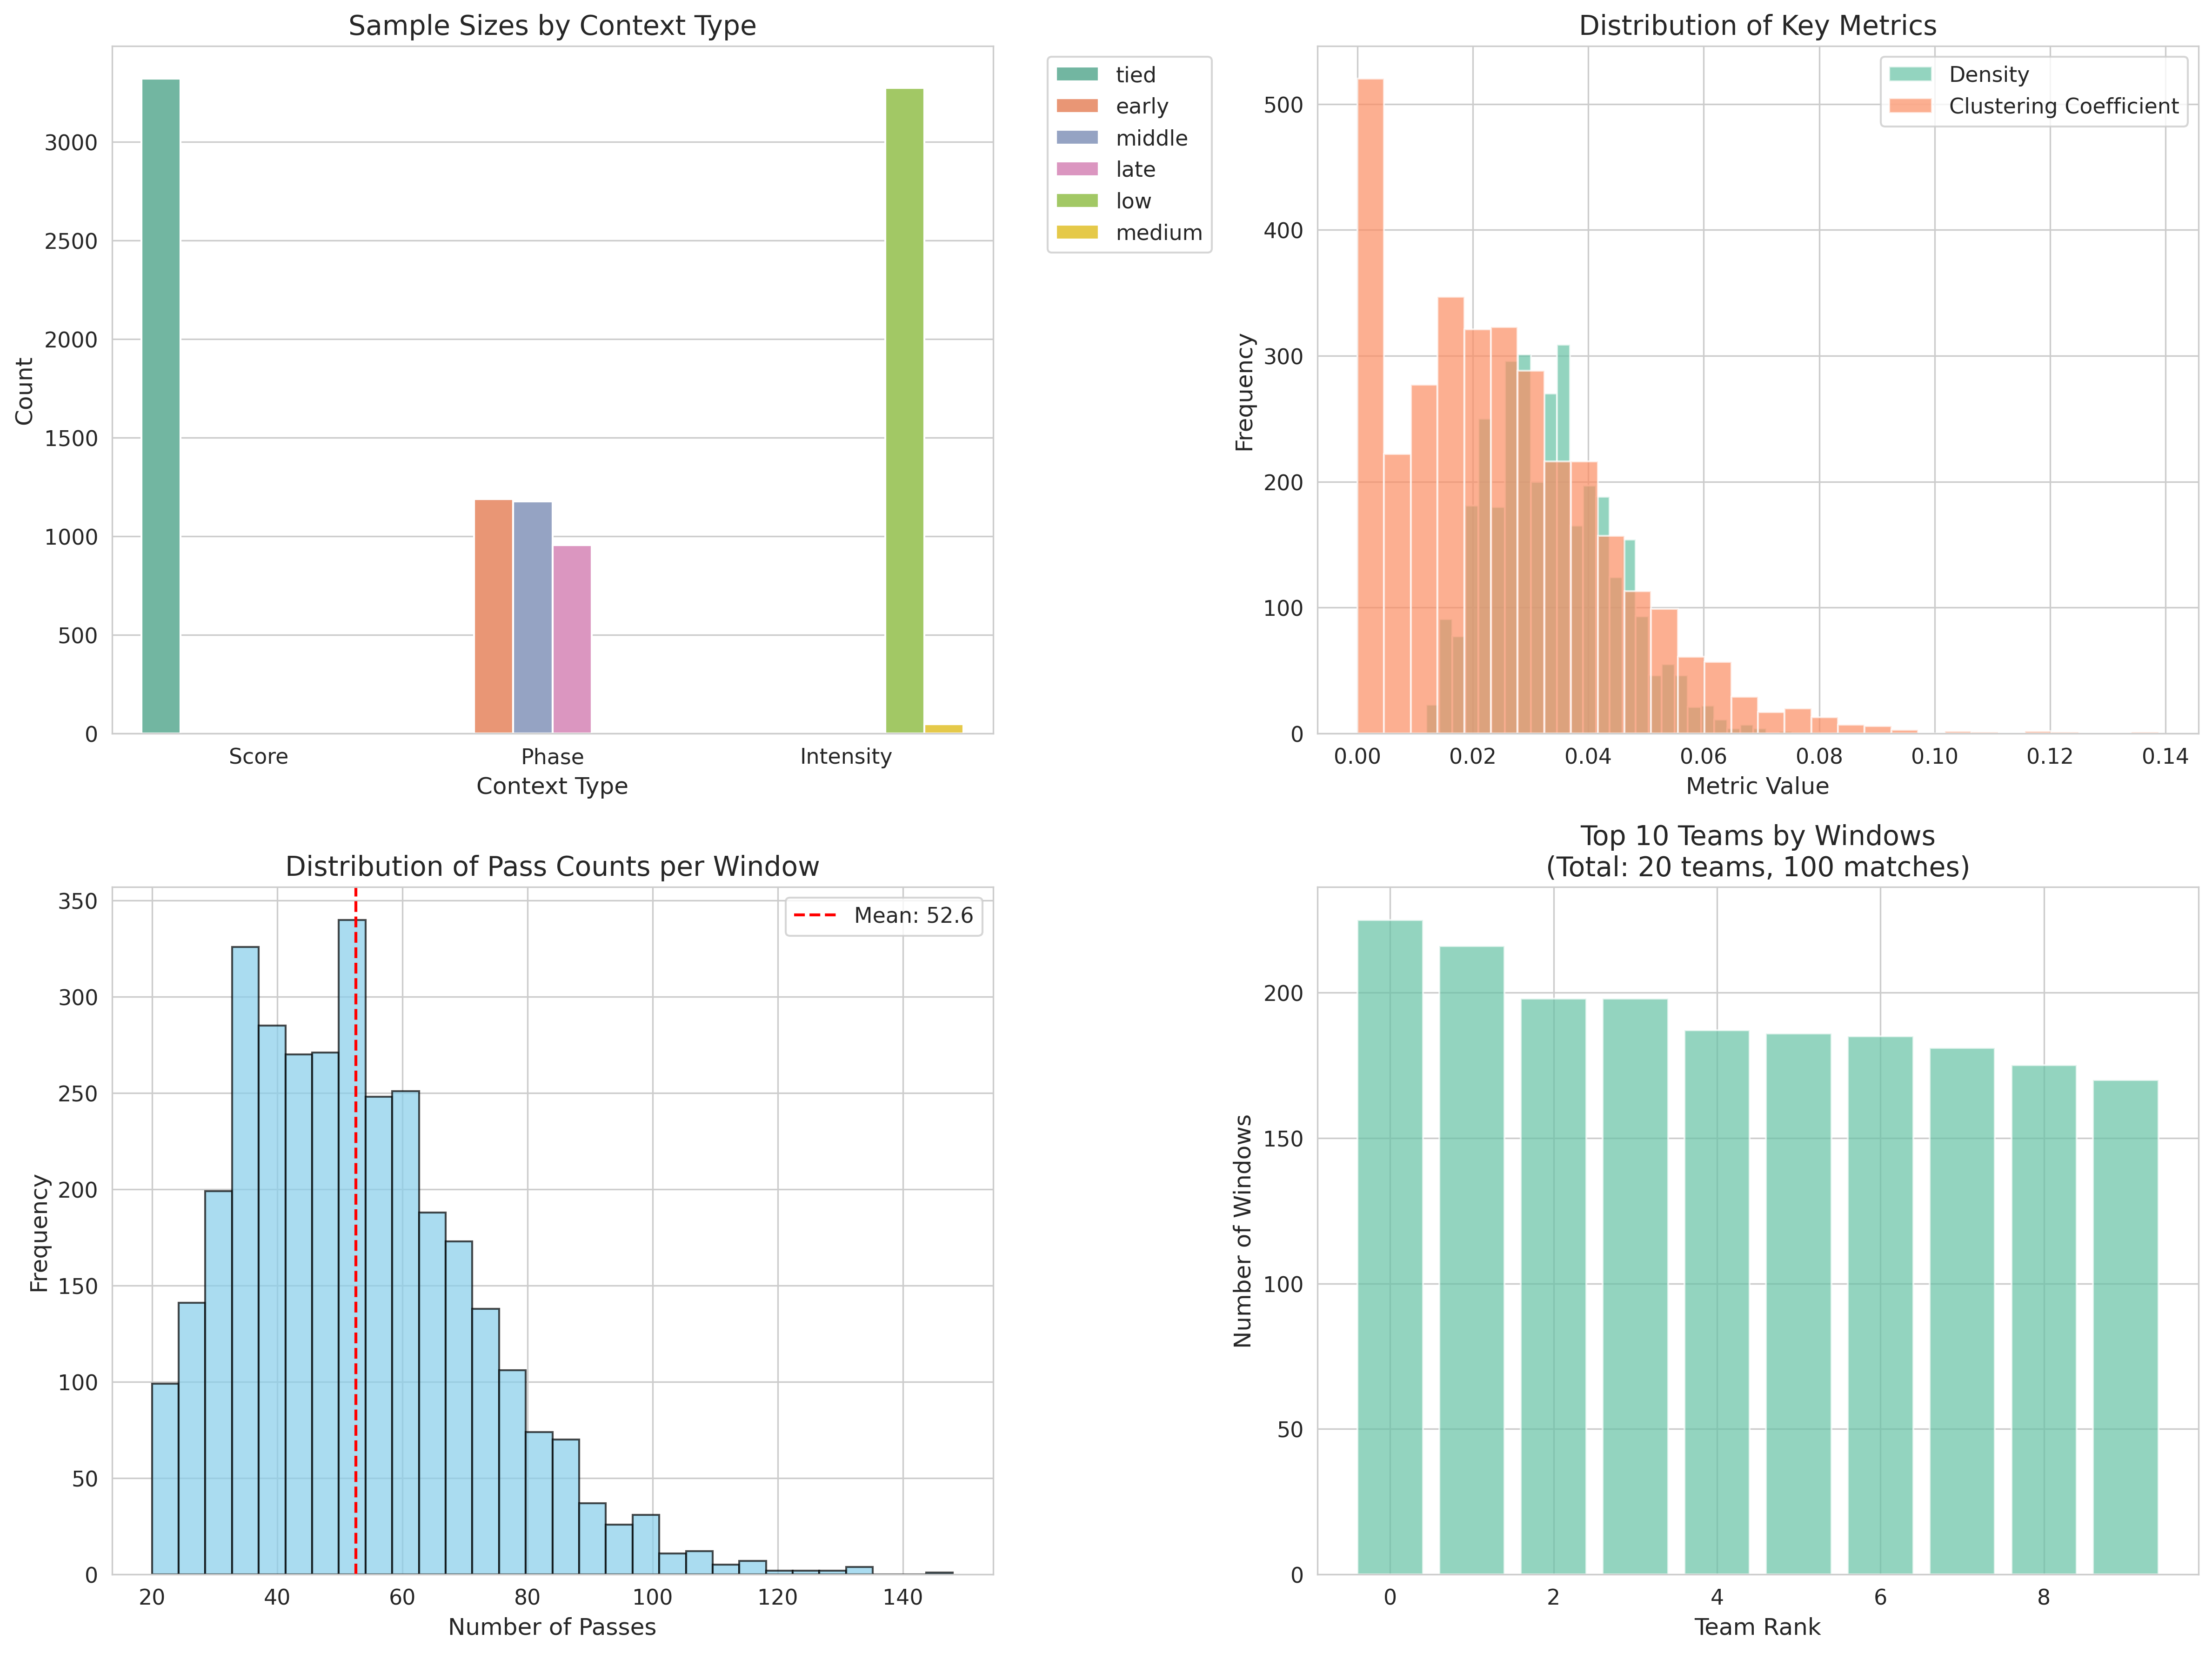 Sample Sizes by Context Type
Count
3000
2500
2000
1500
1000
500
0
Score
Phase
Intensity
Context Type
tied
early
middle
late
low
medium
Distribution of Key Metrics
Frequency
500
400
300
200
100
0
0.00
0.02
0.04
0.06
0.08
0.10
0.12
0.14
Metric Value
Density
Clustering Coefficient
Distribution of Pass Counts per Window
Frequency
350
300
250
200
150
100
50
0
20
40
60
80
100
120
140
Number of Passes
Mean: 52.6
Top 10 Teams by Windows
(Total: 20 teams, 100 matches)
Number of Windows
200
150
100
50
0
0
2
4
6
8
Team Rank